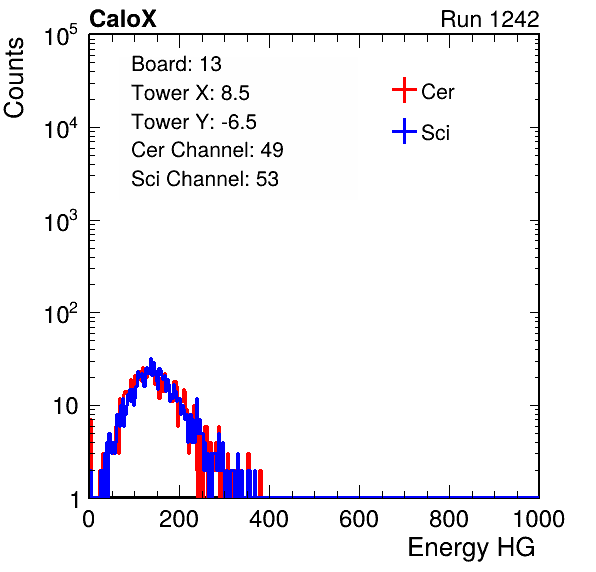 CaloX Run 1242
Counts
10^5
10^4
10^3
10^2
10
1
Board: 13
Tower X: 8.5
Tower Y: -6.5
Cer Channel: 49
Sci Channel: 53
Cer
Sci
0 200 400 600 800 1000
Energy HG